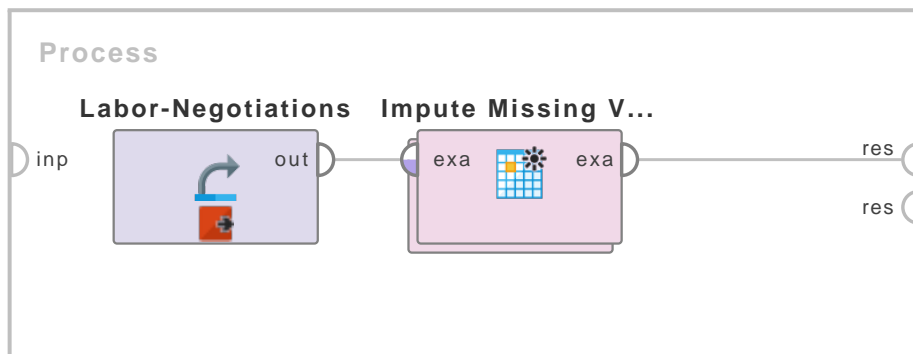 Process
Labor-Negotiations Impute Missing V...
inp out exa exa res
res